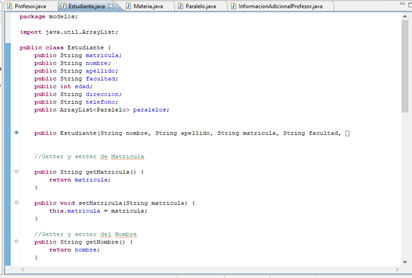 Profesor.java Estudiante.java Materia.java Paralelo.java InformacionAdicionalProfesor.java
package modelos;
import java.util.ArrayList;
public class Estudiante {
public String matricula;
public String nombre;
public String apellido;
public String facultad;
public int edad;
public String direccion;
public String telefono;
public ArrayList<Paralelo> paralelos;
public Estudiante(String nombre, String apellido, String matricula, String facultad,
//Getter y setter de Matricula
public String getMatricula() {
return matricula;
}
public void setMatricula(String matricula) {
this.matricula = matricula;
}
//Getter y setter del Nombre
public String getNombre() {
return nombre;
}